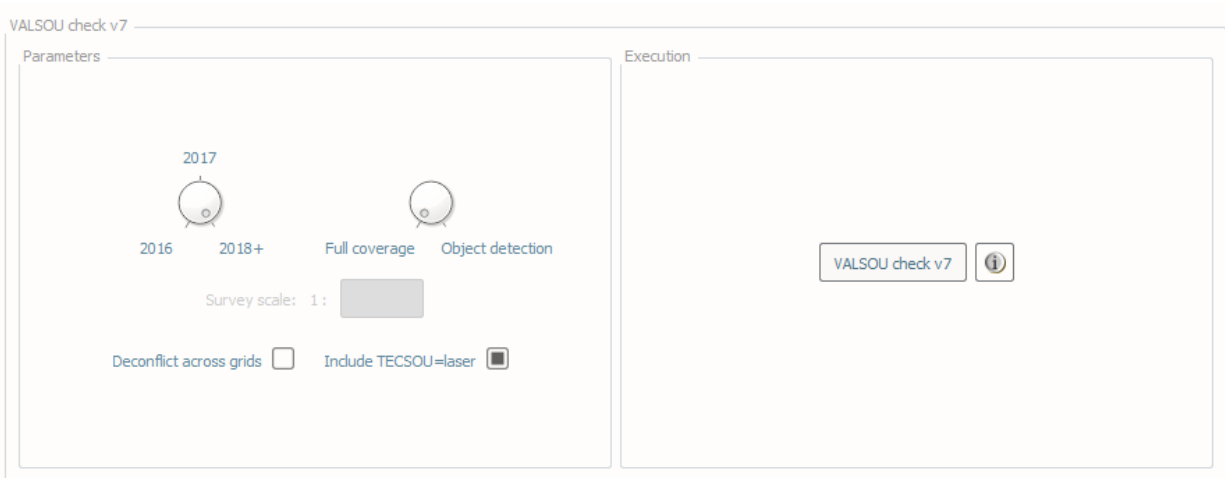 VALSOU check v7
Parameters
Execution
2017
2016 2018+ Full coverage Object detection
VALSOU check v7
Survey scale: 1 :
Deconflict across grids Include TECSOU=laser